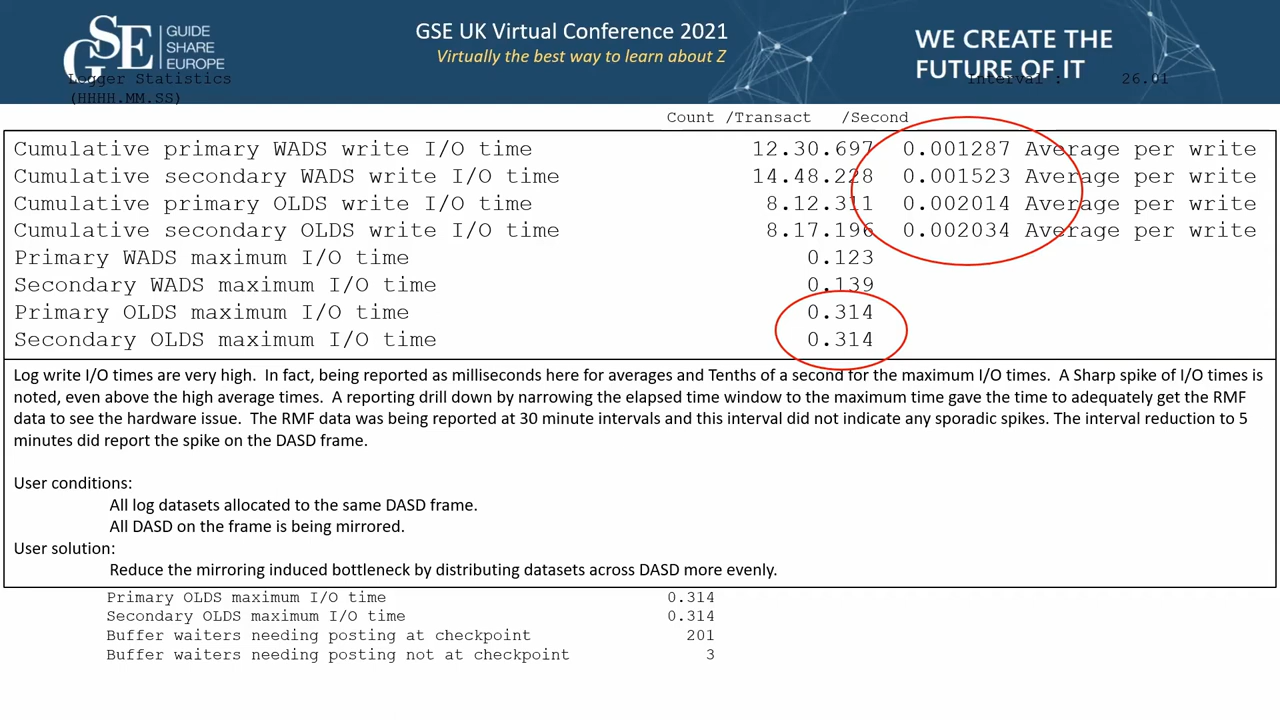 GSE
GUIDE
SHARE
EUROPE
GSE UK Virtual Conference 2021
Virtually the best way to learn about Z
WE CREATE THE
FUTURE OF IT
Logger Statistics Interval : 26.01
(HHHH.MM.SS)
Count /Transact /Second
Cumulative primary WADS write I/O time 12.30.697 0.001287 Average per write
Cumulative secondary WADS write I/O time 14.48.228 0.001523 Average per write
Cumulative primary OLDS write I/O time 8.12.311 0.002014 Average per write
Cumulative secondary OLDS write I/O time 8.17.196 0.002034 Average per write
Primary WADS maximum I/O time 0.123
Secondary WADS maximum I/O time 0.139
Primary OLDS maximum I/O time 0.314
Secondary OLDS maximum I/O time 0.314
Log write I/O times are very high. In fact, being reported as milliseconds here for averages and Tenths of a second for the maximum I/O times. A Sharp spike of I/O times is
noted, even above the high average times. A reporting drill down by narrowing the elapsed time window to the maximum time gave the time to adequately get the RMF
data to see the hardware issue. The RMF data was being reported at 30 minute intervals and this interval did not indicate any sporadic spikes. The interval reduction to 5
minutes did report the spike on the DASD frame.
User conditions:
All log datasets allocated to the same DASD frame.
All DASD on the frame is being mirrored.
User solution:
Reduce the mirroring induced bottleneck by distributing datasets across DASD more evenly.
Primary OLDS maximum I/O time 0.314
Secondary OLDS maximum I/O time 0.314
Buffer waiters needing posting at checkpoint 201
Buffer waiters needing posting not at checkpoint 3